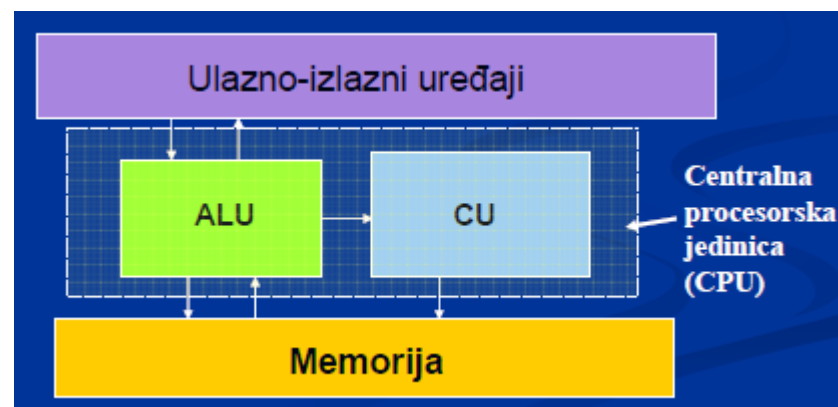 Ulazno-izlazni uređaji
ALU
CU
Centralna
procesorska
jedinica
(CPU)
Memorija